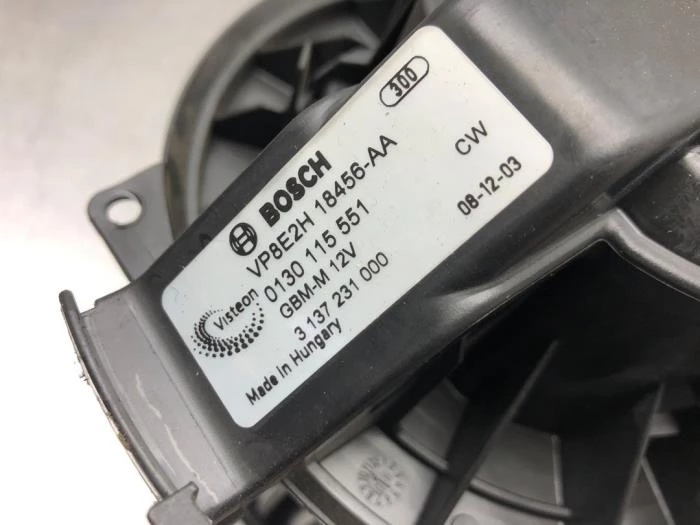 300
BOSCH
VP8E2H 18456-AA
CW
0130 115 551
08-12-03
GBM-M 12V
Visteon
3 137 231 000
Made in Hungary